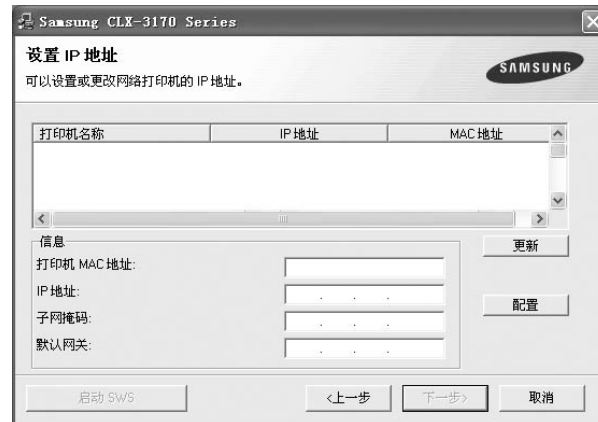 Samsung CLX-3170 Series
设置 IP 地址
可以设置或更改网络打印机的 IP 地址。
SAMSUNG
打印机名称 IP 地址 MAC 地址
信息
更新
打印机 MAC 地址:
IP 地址:
配置
子网掩码:
默认网关:
启动 SWS <上一步 下一步> 取消